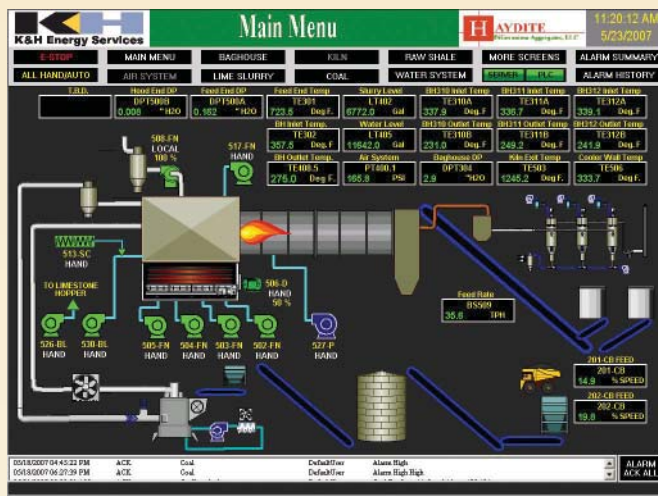 K&H Energy Services
Main Menu
HAYDITE
11:20:12 AM
5/23/2007
E-STOP
MAIN MENU
BAGHOUSE
KILN
RAW SHALE
MORE SCREENS
ALARM SUMMARY
ALL HAND/AUTO
AIR SYSTEM
LIME SLURRY
COAL
WATER SYSTEM
SERVER
PLC
ALARM HISTORY
T.B.D.
Hood End DP
DPT500B
0.008 "H2O
Feed End DP
DPT500A
0.162 "H2O
Feed End Temp
TE301
723.5 Deg. F
Slurry Level
LT402
6772.0 Gal
BH310 Inlet Temp
TE310A
337.9 Deg. F
BH311 Inlet Temp
TE311A
336.7 Deg. F
BH312 Inlet Temp
TE312A
339.1 Deg. F
BH Inlet Temp.
TE302
357.5 Deg. F
Water Level
LT405
11642.0 Gal
BH310 Outlet Temp
TE310B
231.0 Deg. F
BH311 Outlet Temp
TE311B
249.2 Deg. F
BH312 Outlet Temp
TE312B
241.9 Deg. F
BH Outlet Temp.
TE408.5
275.0 Deg F.
Air System
PT400.1
165.8 PSI
Baghouse DP
DPT304
2.9 "H2O
Kiln Exit Temp
TE503
1245.2 Deg. F
Cooler Wall Temp
TE506
333.7 Deg. F
508-FN
LOCAL
100 %
517-FN
HAND
513-SC
HAND
TO LIMESTONE
HOPPER
506-D
HAND
50 %
526-BL
HAND
530-BL
HAND
505-FN
HAND
504-FN
HAND
503-FN
HAND
502-FN
HAND
527-P
HAND
Feed Rate
BS509
35.6 TPH
201-CB FEED
201-CB
14.9 % SPEED
202-CB FEED
202-CB
19.8 % SPEED
05/18/2007 04:45:22 PM ACK Coal DefaultUser Alarm High
05/18/2007 06:27:39 PM ACK Coal DefaultUser Alarm High High
ALARM
ACK ALL